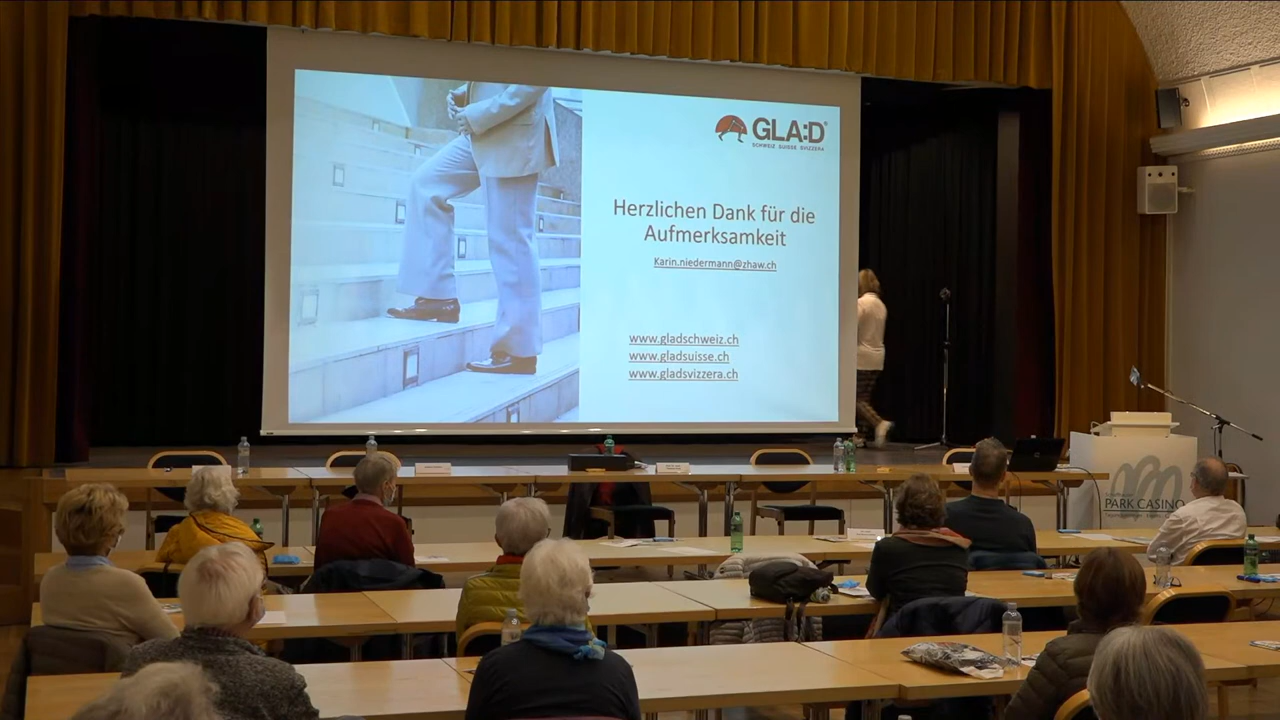 GLA:D®
SCHWEIZ SUISSE SVIZZERA
Herzlichen Dank für die
Aufmerksamkeit
Karin.niedermann@zhaw.ch
www.gladschweiz.ch
www.gladsuisse.ch
www.gladsvizzera.ch
PARK CASINO